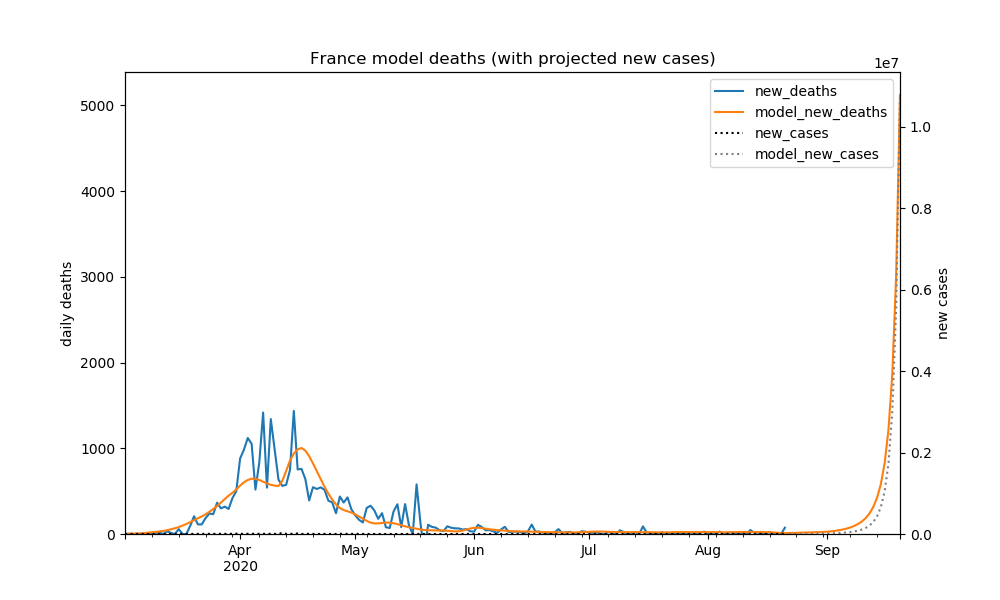 France model deaths (with projected new cases)
1e7
new_deaths
model_new_deaths
new_cases
model_new_cases
daily deaths
5000
4000
3000
2000
1000
0
new cases
1.0
0.8
0.6
0.4
0.2
0.0
Apr
2020
May
Jun
Jul
Aug
Sep